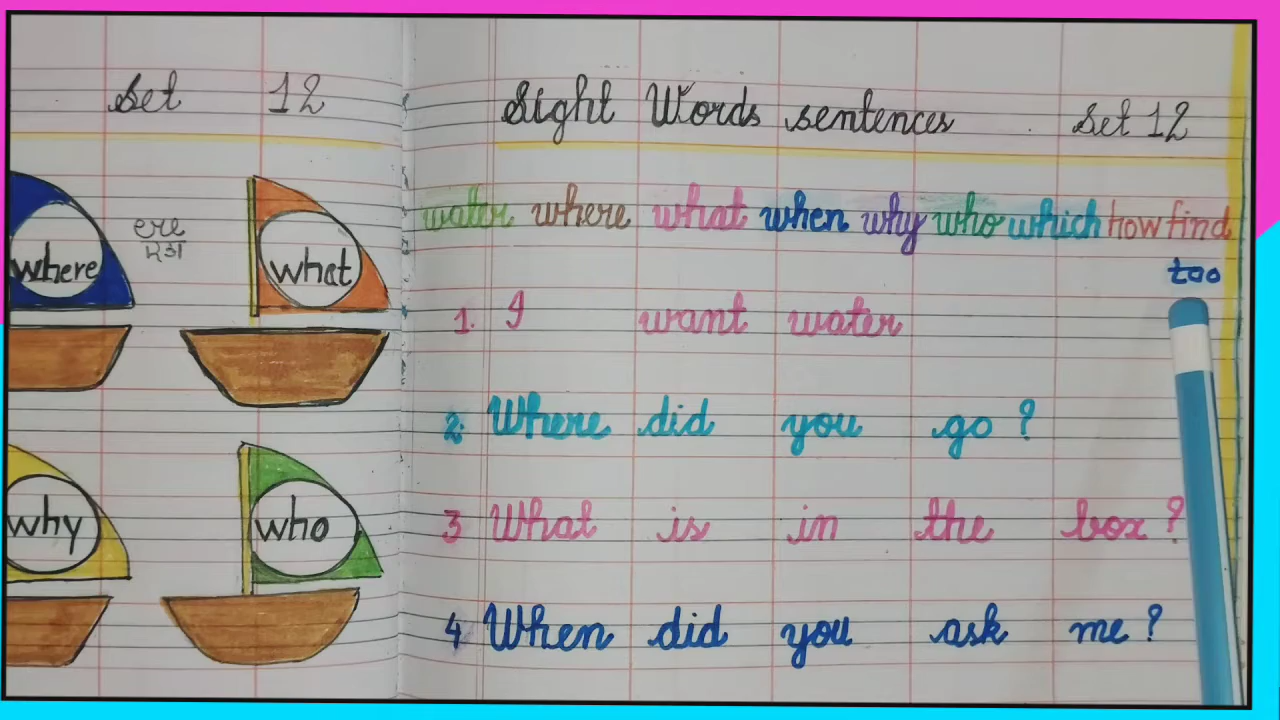 Set 12
where
ere
what
why
who
Sight Words sentences Set 12
water where what when why who which how find
too
1. I want water
2. Where did you go?
3 What is in the box?
4 When did you ask me?